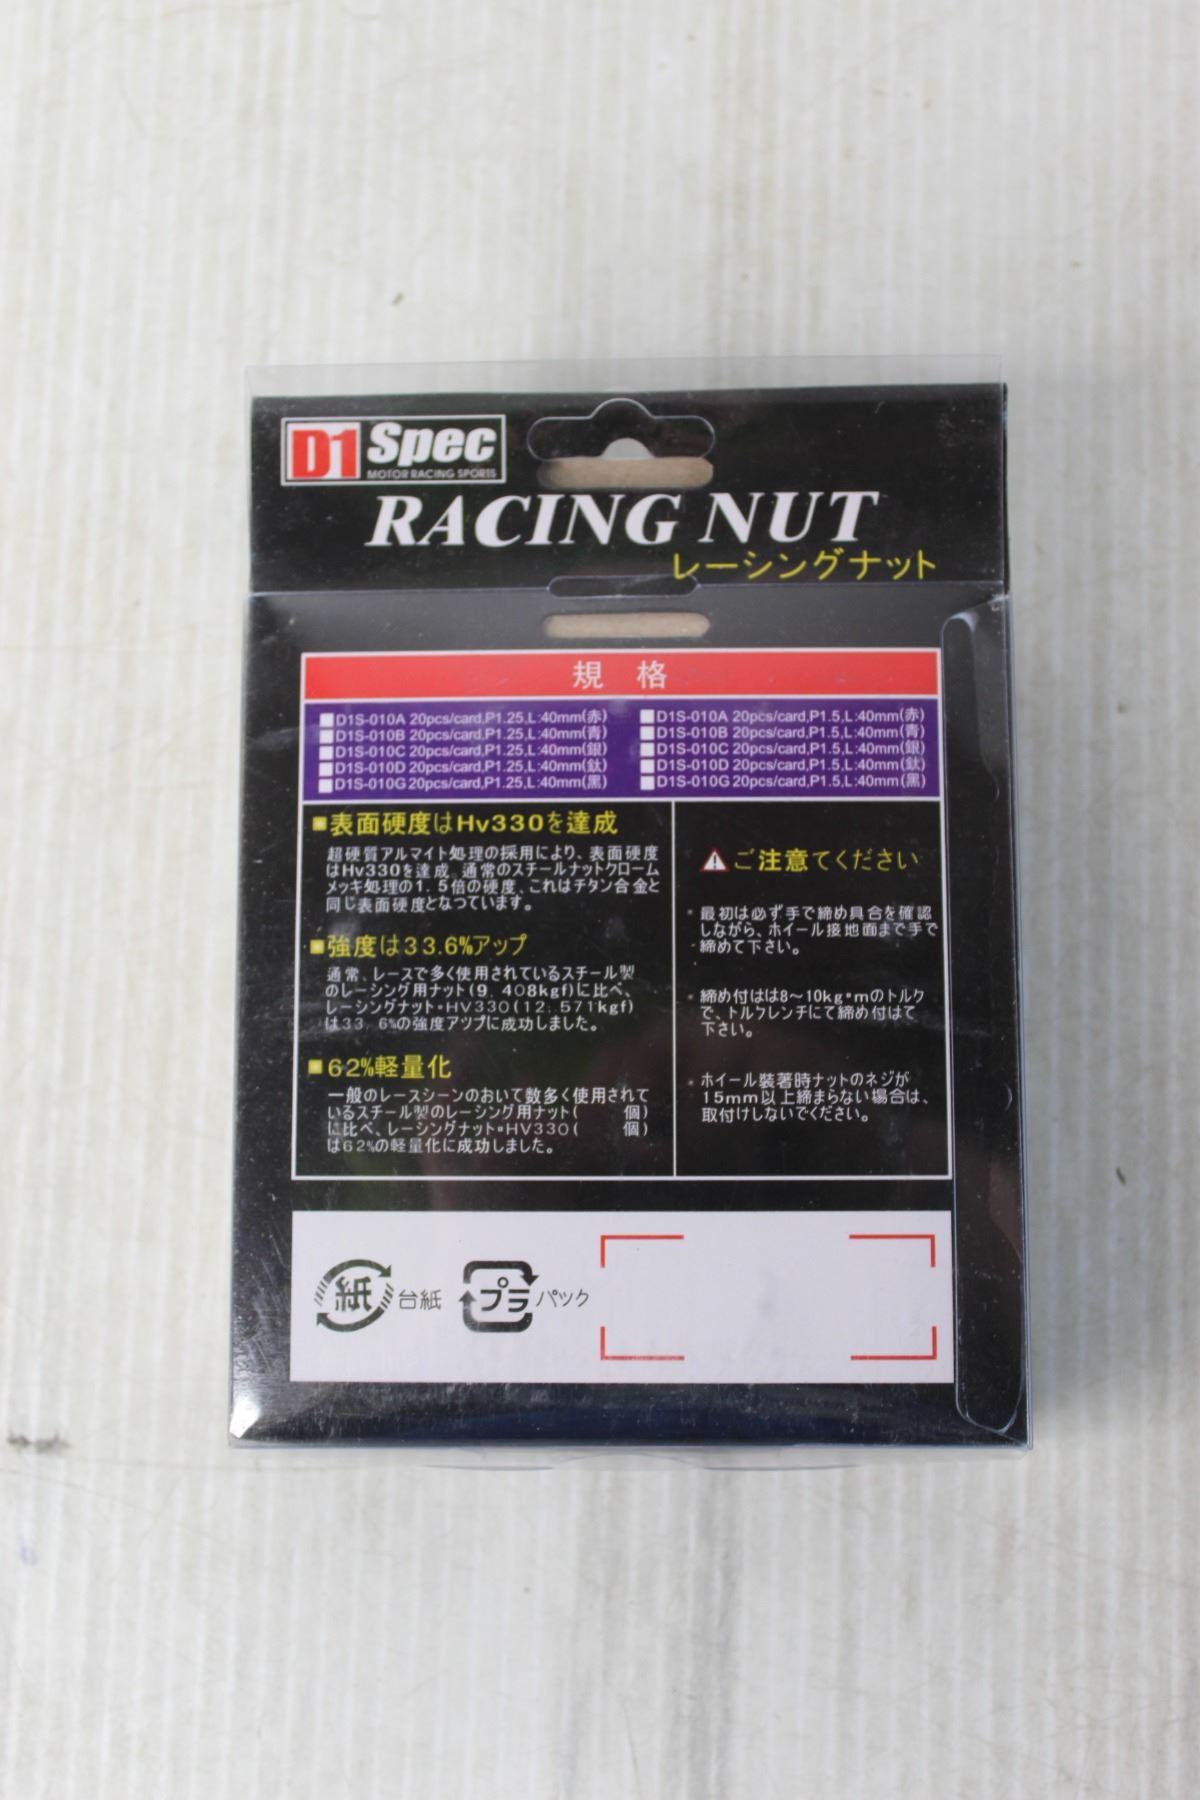 D1 Spec
MOTOR RACING SPORTS
RACING NUT
レーシングナット
規 格
D1S-010A 20pcs/card,P1.25,L:40mm(赤)
D1S-010B 20pcs/card,P1.25,L:40mm(青)
D1S-010C 20pcs/card,P1.25,L:40mm(銀)
D1S-010D 20pcs/card,P1.25,L:40mm(鈦)
D1S-010G 20pcs/card,P1.25,L:40mm(黑)
D1S-010A 20pcs/card,P1.5,L:40mm(赤)
D1S-010B 20pcs/card,P1.5,L:40mm(青)
D1S-010C 20pcs/card,P1.5,L:40mm(銀)
D1S-010D 20pcs/card,P1.5,L:40mm(鈦)
D1S-010G 20pcs/card,P1.5,L:40mm(黑)
表面硬度はHv330を達成
超硬質アルマイト処理の採用により、表面硬度
はHv330を達成。通常のスチールナットクローム
メッキ処理の1.5倍の硬度、これはチタン合金と
同じ表面硬度となっています。
強度は33.6%アップ
通常、レースで多く使用されているスチール製
のレーシング用ナット(9,408kgf)に比べ、
レーシングナット・HV330(12,571kgf)
は33.6%の強度アップに成功しました。
62%軽量化
一般のレースシーンのおいて数多く使用されて
いるスチール製のレーシング用ナット( 個)
に比べ、レーシングナット・HV330( 個)
は62%の軽量化に成功しました。
ご注意てください
・最初は必ず手で締め具合を確認
しながら、ホイール接地面まで手で
締めて下さい。
・締め付はは8～10kg・mのトルク
で、トルクレンチにて締め付はて
下さい。
・ホイール装著時ナットのネジが
15mm以上締まらない場合は、
取付けしないでください。
紙 台紙
プラ パック